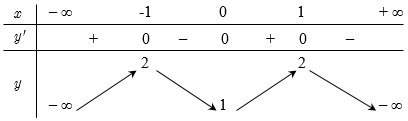 x − ∞ -1 0 1 + ∞
y' + 0 − 0 + 0 −
2 2
y
− ∞ 1 − ∞